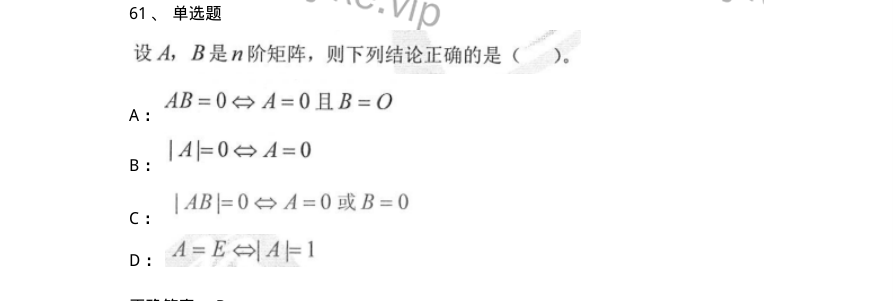 61、 单选题
设 A，B 是 n 阶矩阵，则下列结论正确的是（ ）。
A： AB = 0 ⇔ A = 0 且 B = O
B： | A |= 0 ⇔ A = 0
C： | AB |= 0 ⇔ A = 0 或 B = 0
D： A = E ⇔| A |= 1